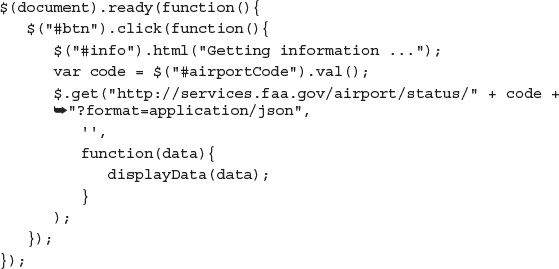 $(document).ready(function(){
$("#btn").click(function(){
$("#info").html("Getting information ...");
var code = $("#airportCode").val();
$.get("http://services.faa.gov/airport/status/" + code +
➥"?format=application/json",
'',
function(data){
displayData(data);
}
);
});
});